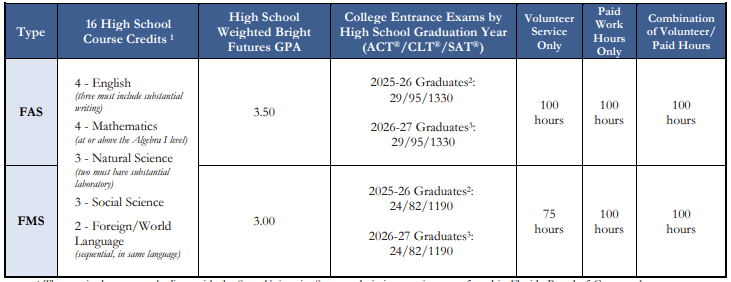 Type
16 High School
Course Credits ¹
High School
Weighted Bright
Futures GPA
College Entrance Exams by
High School Graduation Year
(ACT®/CLT®/SAT®)
Volunteer
Service
Only
Paid
Work
Hours
Only
Combination
of Volunteer/
Paid Hours
FAS
4 - English
(three must include substantial
writing)
4 - Mathematics
(at or above the Algebra I level)
3 - Natural Science
(two must have substantial
laboratory)
3 - Social Science
2 - Foreign/World
Language
(sequential, in same language)
3.50
2025-26 Graduates²:
29/95/1330
2026-27 Graduates³:
29/95/1330
100
hours
100
hours
100
hours
FMS
3.00
2025-26 Graduates²:
24/82/1190
2026-27 Graduates³:
24/82/1190
75
hours
100
hours
100
hours